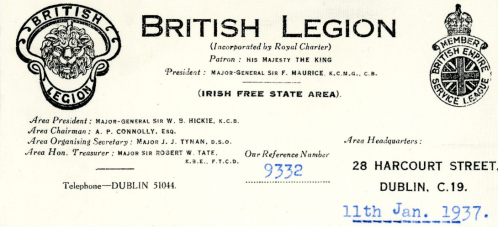 BRITISH
LEGION
BRITISH LEGION
(Incorporated by Royal Charter)
Patron : HIS MAJESTY THE KING
President : MAJOR-GENERAL SIR F. MAURICE, K.C.M.G., C.B.
(IRISH FREE STATE AREA).
MEMBER
BRITISH EMPIRE
SERVICE LEAGUE
Area President : MAJOR-GENERAL SIR W. B. HICKIE, K.C.B.
Area Chairman : A. P. CONNOLLY, ESQ.
Area Organising Secretary : MAJOR J. J. TYNAN, D.S.O.
Area Hon. Treasurer : MAJOR SIR ROBERT W. TATE,
K.B.E., F.T.C.D.
Telephone—DUBLIN 51044.
Our Reference Number
9332
Area Headquarters :
28 HARCOURT STREET,
DUBLIN, C.19.
11th Jan. 1937.